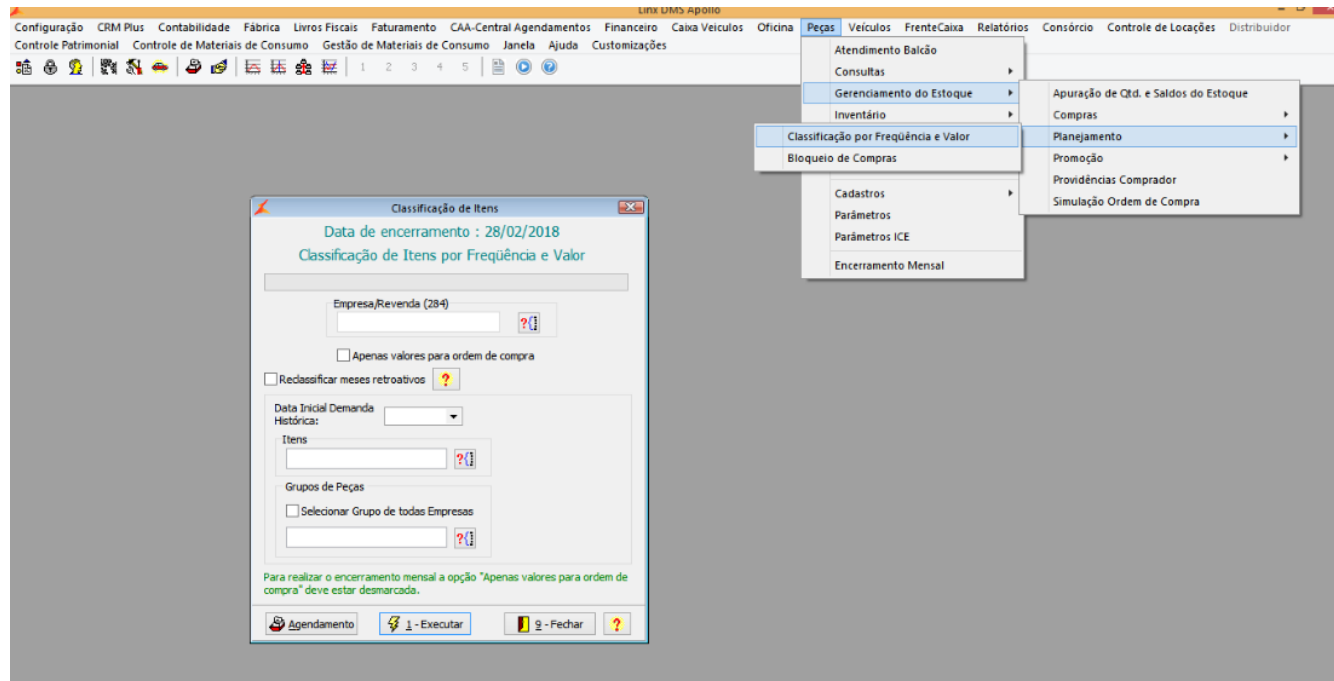 Linx DMS Apollo
Configuração CRM Plus Contabilidade Fábrica Livros Fiscais Faturamento CAA-Central Agendamentos Financeiro Caixa Veiculos Oficina Peças Veículos FrenteCaixa Relatórios Consórcio Controle de Locações Distribuidor
Controle Patrimonial Controle de Materiais de Consumo Gestão de Materiais de Consumo Janela Ajuda Customizações
1 2 3 4 5
Atendimento Balcão
Consultas
Gerenciamento do Estoque
Inventário
Cadastros
Parâmetros
Parâmetros ICE
Encerramento Mensal
Apuração de Qtd. e Saldos do Estoque
Compras
Planejamento
Promoção
Providências Comprador
Simulação Ordem de Compra
Classificação por Freqüência e Valor
Bloqueio de Compras
Classificação de Itens
Data de encerramento : 28/02/2018
Classificação de Itens por Freqüência e Valor
Empresa/Revenda (284)
Apenas valores para ordem de compra
Reclassificar meses retroativos
Data Inicial Demanda
Histórica:
Itens
Grupos de Peças
Selecionar Grupo de todas Empresas
Para realizar o encerramento mensal a opção "Apenas valores para ordem de
compra" deve estar desmarcada.
Agendamento 1 - Executar 9 - Fechar ?